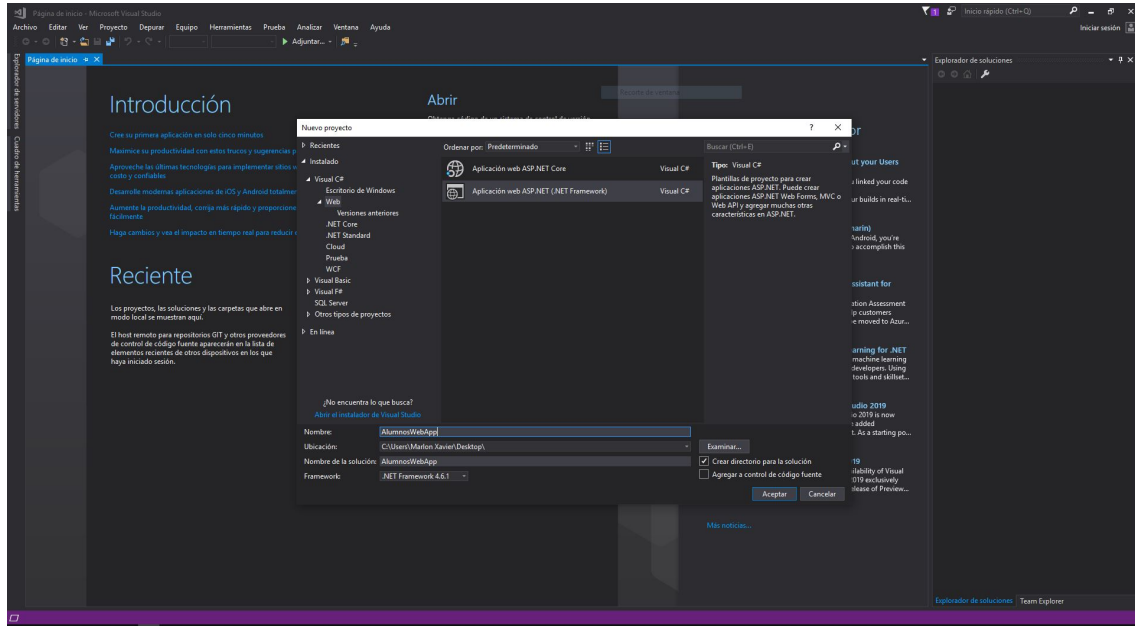 Página de inicio - Microsoft Visual Studio
1
Inicio rápido (Ctrl+Q)
Archivo Editar Ver Proyecto Depurar Equipo Herramientas Prueba Analizar Ventana Ayuda
Iniciar sesión
Adjuntar...
Explorador de servidores
Cuadro de herramientas
Página de inicio
Introducción
Cree su primera aplicación en solo cinco minutos
Maximice su productividad con estos trucos y sugerencias p
Aproveche las últimas tecnologías para implementar sitios
costo y confiables
Desarrolle modernas aplicaciones de iOS y Android totalmen
Aumente la productividad, corrija más rápido y proporcione
fácilmente
Haga cambios y vea el impacto en tiempo real para reducir
Reciente
Los proyectos, las soluciones y las carpetas que abre en
modo local se muestran aquí.
El host remoto para repositorios GIT y otros proveedores
de control de código fuente aparecerán en la lista de
elementos recientes de otros dispositivos en los que
haya iniciado sesión.
Abrir
Nuevo proyecto
? X
Recientes
Instalado
Visual C#
Escritorio de Windows
Web
Versiones anteriores
.NET Core
.NET Standard
Cloud
Prueba
WCF
Visual Basic
Visual F#
SQL Server
Otros tipos de proyectos
En línea
¿No encuentra lo que busca?
Abrir el instalador de Visual Studio
Ordenar por: Predeterminado
Aplicación web ASP.NET Core Visual C#
Aplicación web ASP.NET (.NET Framework) Visual C#
Buscar (Ctrl+E)
Tipo: Visual C#
Plantillas de proyecto para crear
aplicaciones ASP.NET. Puede crear
aplicaciones ASP.NET Web Forms, MVC o
Web API y agregar muchas otras
características en ASP.NET.
Nombre: AlumnosWebApp
Ubicación: C:\Users\Marlon Xavier\Desktop\
Examinar...
Nombre de la solución: AlumnosWebApp
Crear directorio para la solución
Framework: .NET Framework 4.6.1
Agregar a control de código fuente
Aceptar Cancelar
or
ut your Users
linked your code
ur builds in real-ti...
arin)
Android, you're
accomplish this
ssistant for
ation Assessment
lp customers
e moved to Azur...
arning for .NET
machine learning
developers. Using
tools and skillset...
udio 2019
io 2019 is now
added
t. As a starting po...
19
ilability of Visual
2019 exclusively
elease of Preview...
Más noticias...
Explorador de soluciones
Explorador de soluciones Team Explorer